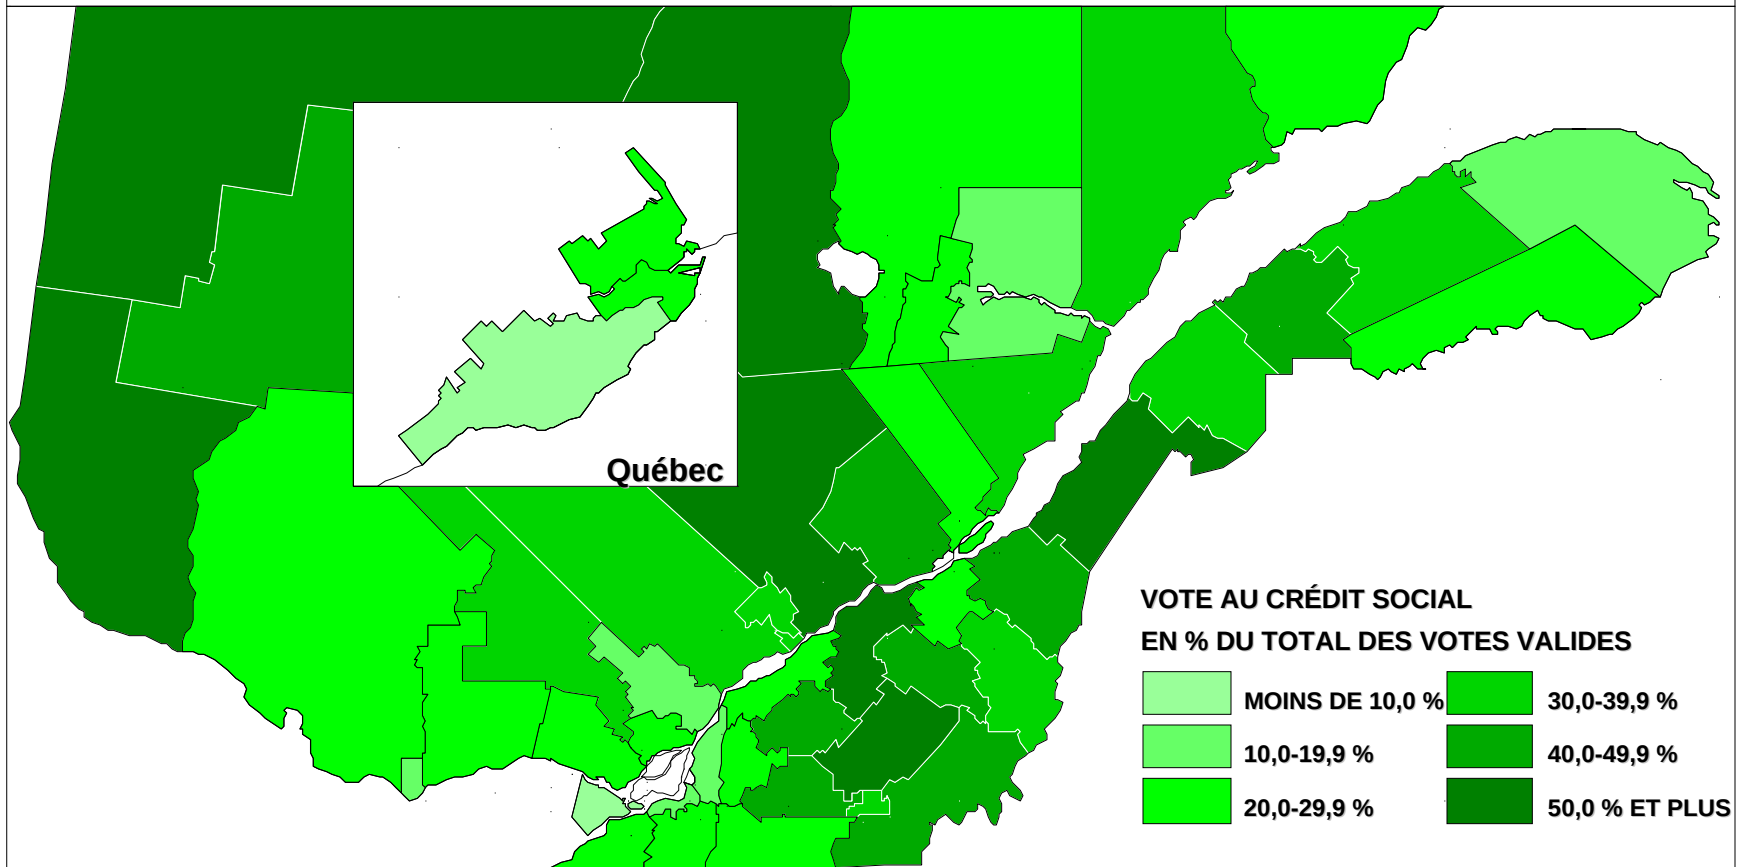 Québec
VOTE AU CRÉDIT SOCIAL
EN % DU TOTAL DES VOTES VALIDES
MOINS DE 10,0 %
10,0-19,9 %
20,0-29,9 %
30,0-39,9 %
40,0-49,9 %
50,0 % ET PLUS